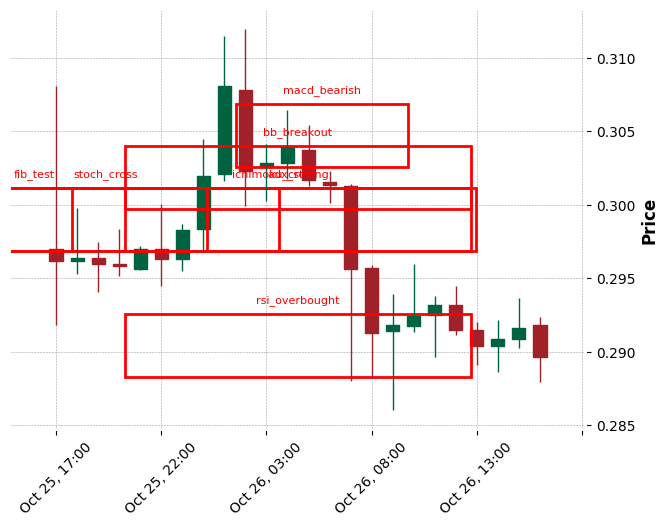 macd_bearish
bb_breakout
fib_test
stoch_cross
rsi_overbought
0.310
0.305
0.300
0.295
0.290
0.285
Price
Oct 25, 17:00
Oct 25, 22:00
Oct 26, 03:00
Oct 26, 08:00
Oct 26, 13:00